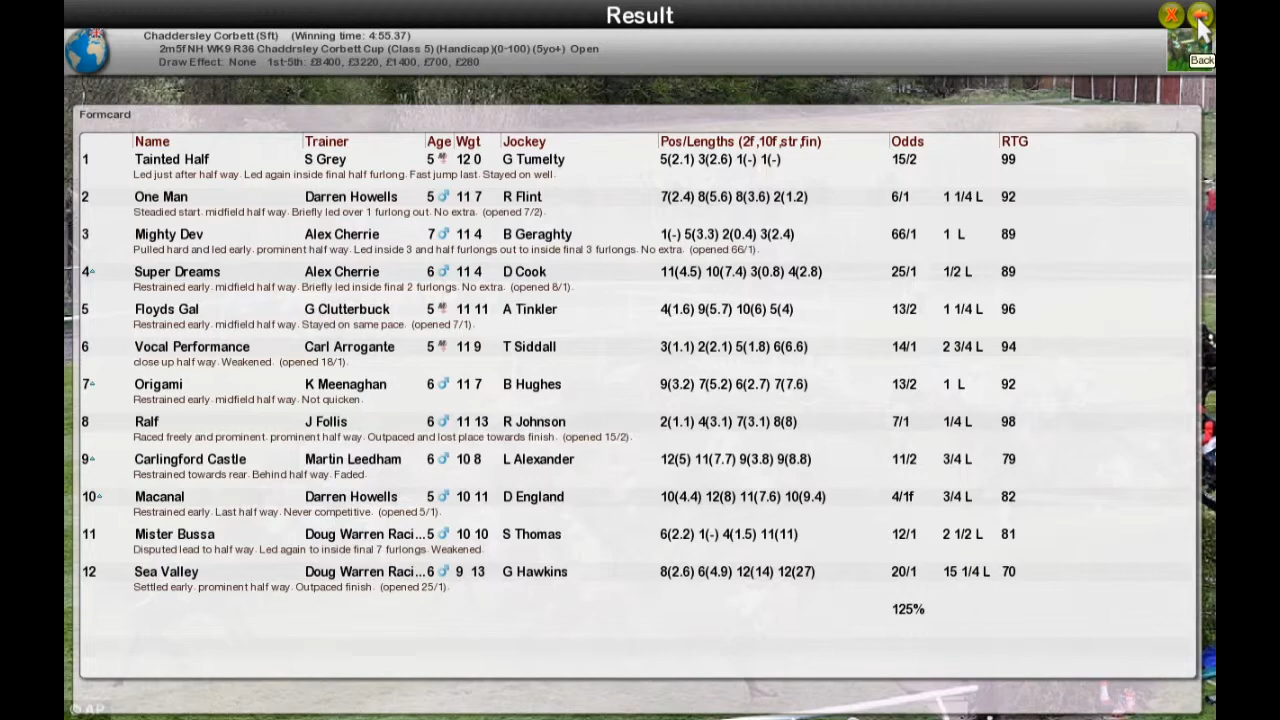 Result
Chaddersley Corbett (Sft) (Winning time: 4:55.37)
2m5f NH WK9 R36 Chaddrsley Corbett Cup (Class 5) (Handicap)(0-100) (5yo+) Open
Draw Effect: None 1st-5th: £8400, £3220, £1400, £700, £280
Back
Formcard
Name Trainer Age Wgt Jockey Pos/Lengths (2f,10f,str,fin) Odds RTG
1 Tainted Half S Grey 5 12 0 G Tumelty 5(2.1) 3(2.6) 1(-) 1(-) 15/2 99
Led just after half way. Led again inside final half furlong. Fast jump last. Stayed on well.
2 One Man Darren Howells 5 11 7 R Flint 7(2.4) 8(5.6) 8(3.6) 2(1.2) 6/1 1 1/4 L 92
Steadied start. midfield half way. Briefly led over 1 furlong out. No extra. (opened 7/2).
3 Mighty Dev Alex Cherrie 7 11 4 B Geraghty 1(-) 5(3.3) 2(0.4) 3(2.4) 66/1 1 L 89
Pulled hard and led early. prominent half way. Led inside 3 and half furlongs out to inside final 3 furlongs. No extra. (opened 66/1).
4 Super Dreams Alex Cherrie 6 11 4 D Cook 11(4.5) 10(7.4) 3(0.8) 4(2.8) 25/1 1/2 L 89
Restrained early. midfield half way. Briefly led inside final 2 furlongs. No extra. (opened 8/1).
5 Floyds Gal G Clutterbuck 5 11 11 A Tinkler 4(1.6) 9(5.7) 10(6) 5(4) 13/2 1 1/4 L 96
Restrained early. midfield half way. Stayed on same pace. (opened 7/1).
6 Vocal Performance Carl Arrogante 5 11 9 T Siddall 3(1.1) 2(2.1) 5(1.8) 6(6.6) 14/1 2 3/4 L 94
close up half way. Weakened. (opened 18/1).
7 Origami K Meenaghan 6 11 7 B Hughes 9(3.2) 7(5.2) 6(2.7) 7(7.6) 13/2 1 L 92
Restrained early. midfield half way. Not quicken.
8 Ralf J Follis 6 11 13 R Johnson 2(1.1) 4(3.1) 7(3.1) 8(8) 7/1 1/4 L 98
Raced freely and prominent. prominent half way. Outpaced and lost place towards finish. (opened 15/2).
9 Carlingford Castle Martin Leedham 6 10 8 L Alexander 12(5) 11(7.7) 9(3.8) 9(8.8) 11/2 3/4 L 79
Restrained towards rear. Behind half way. Faded.
10 Macanal Darren Howells 5 10 11 D England 10(4.4) 12(8) 11(7.6) 10(9.4) 4/1f 3/4 L 82
Restrained early. Last half way. Never competitive. (opened 5/1).
11 Mister Bussa Doug Warren Raci... 5 10 10 S Thomas 6(2.2) 1(-) 4(1.5) 11(11) 12/1 2 1/2 L 81
Disputed lead to half way. Led again to inside final 7 furlongs. Weakened.
12 Sea Valley Doug Warren Raci... 6 9 13 G Hawkins 8(2.6) 6(4.9) 12(14) 12(27) 20/1 15 1/4 L 70
Settled early. prominent half way. Outpaced finish. (opened 25/1).
125%
© AP